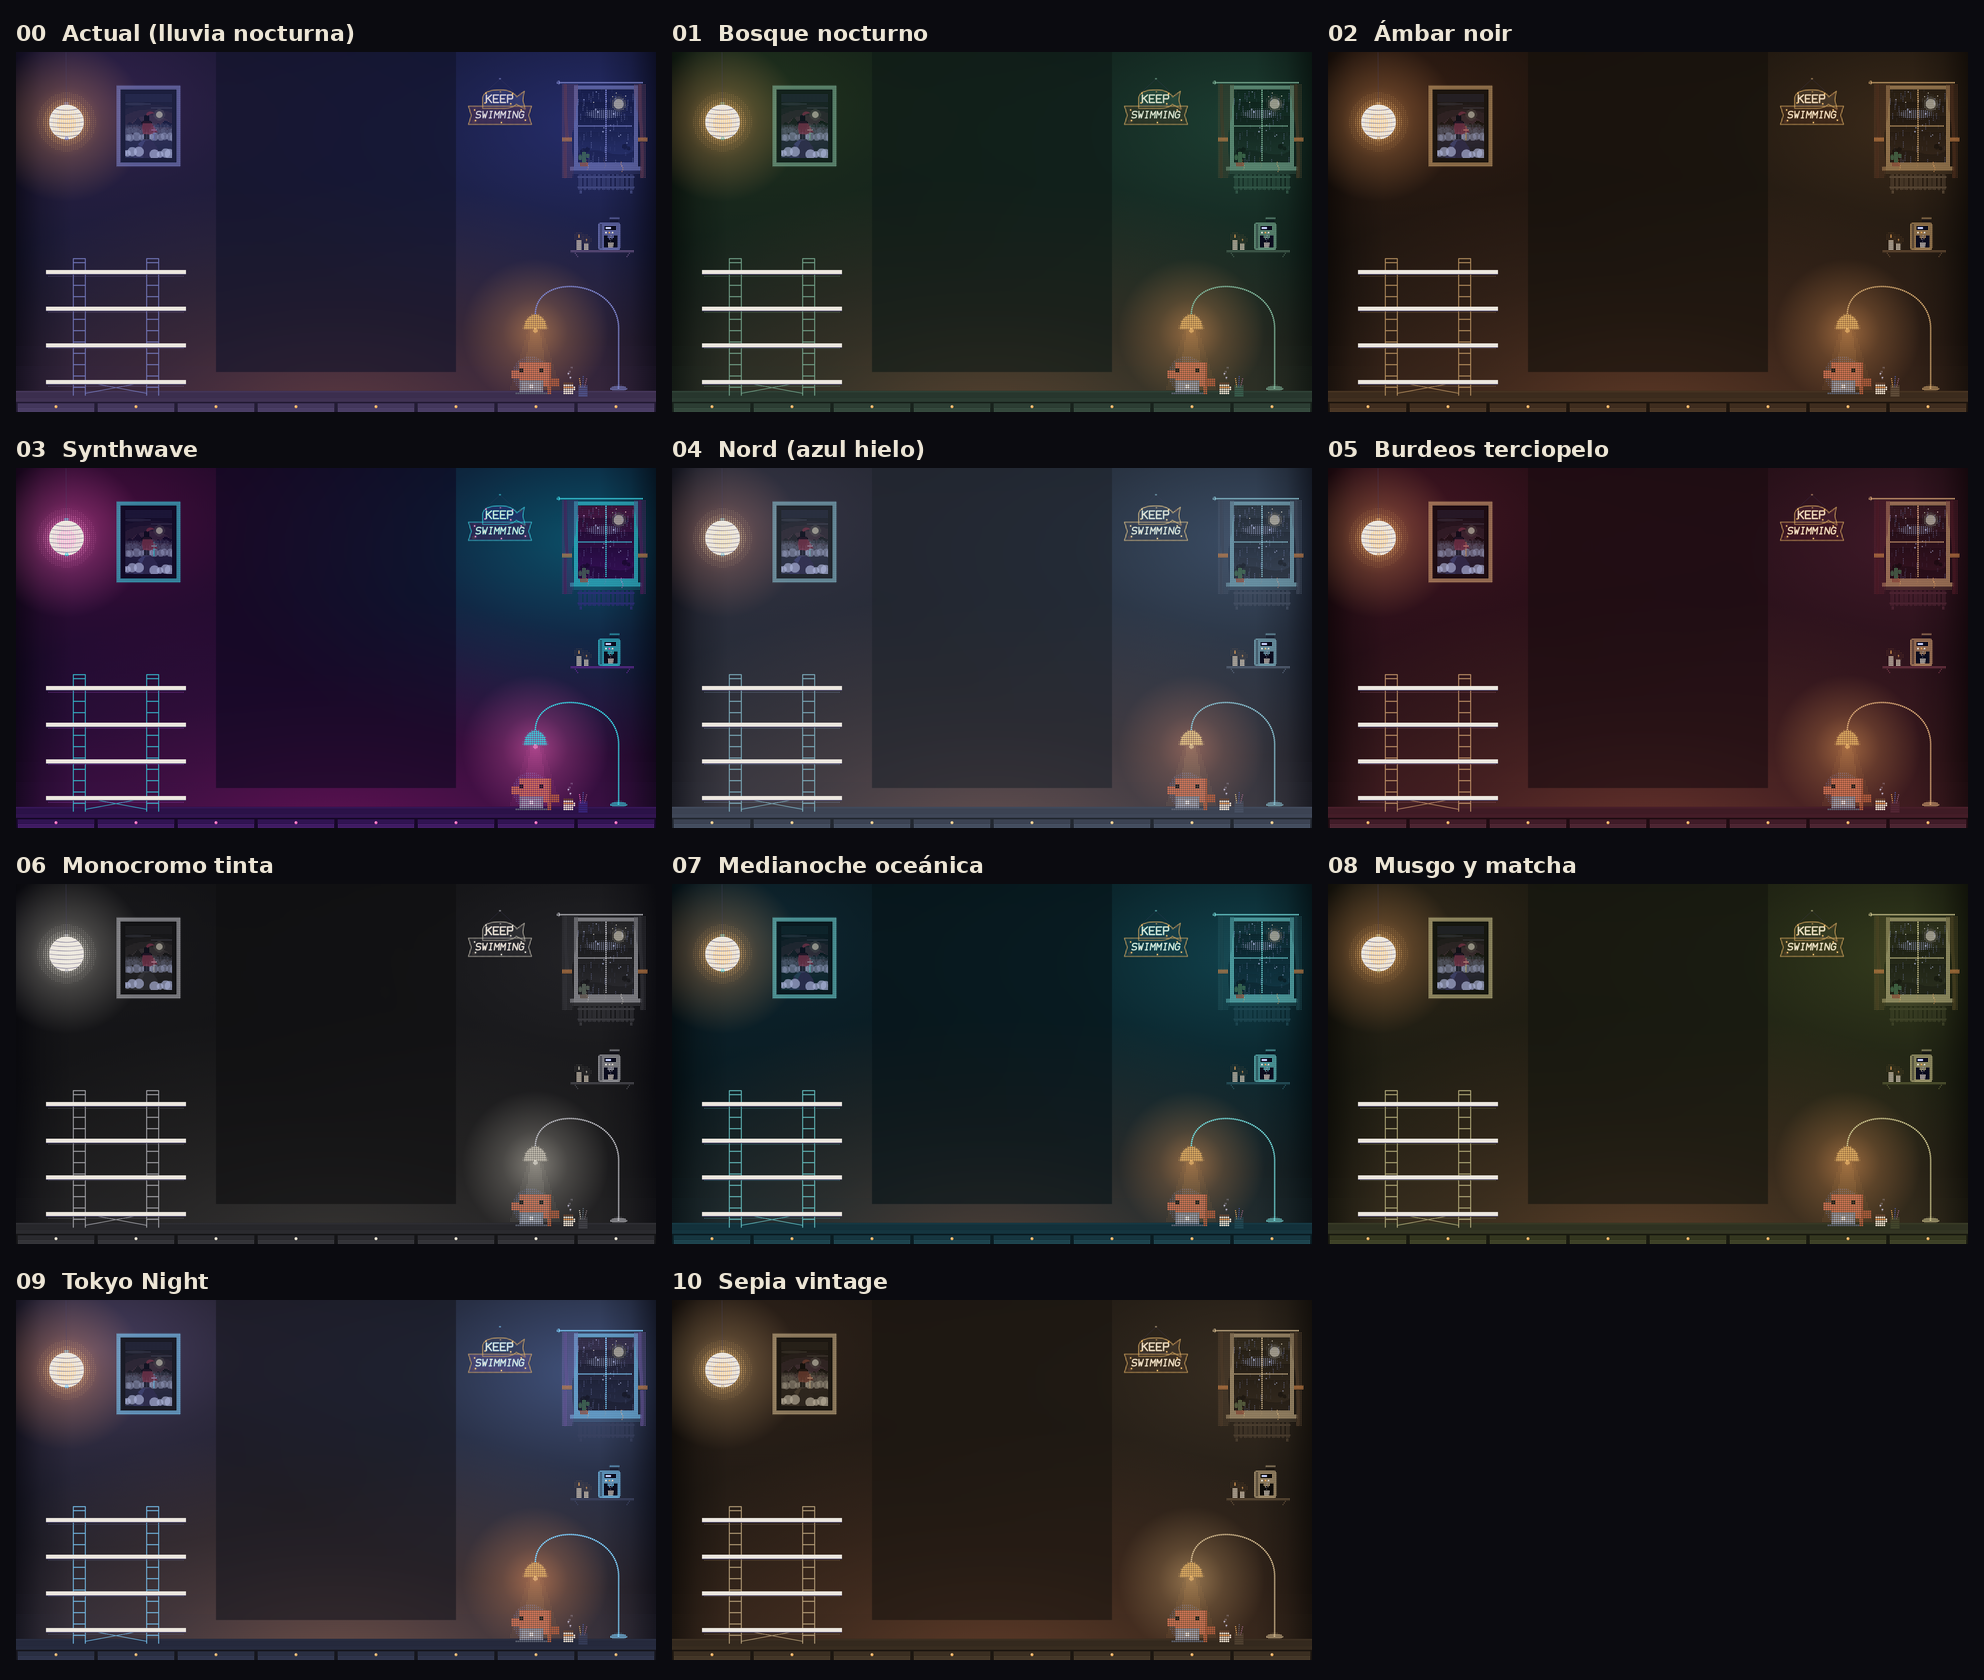 00 Actual (lluvia nocturna)
KEEP
SWIMMING
01 Bosque nocturno
KEEP
SWIMMING
02 Ámbar noir
KEEP
SWIMMING
03 Synthwave
KEEP
SWIMMING
04 Nord (azul hielo)
KEEP
SWIMMING
05 Burdeos terciopelo
KEEP
SWIMMING
06 Monocromo tinta
KEEP
SWIMMING
07 Medianoche oceánica
KEEP
SWIMMING
08 Musgo y matcha
KEEP
SWIMMING
09 Tokyo Night
KEEP
SWIMMING
10 Sepia vintage
KEEP
SWIMMING